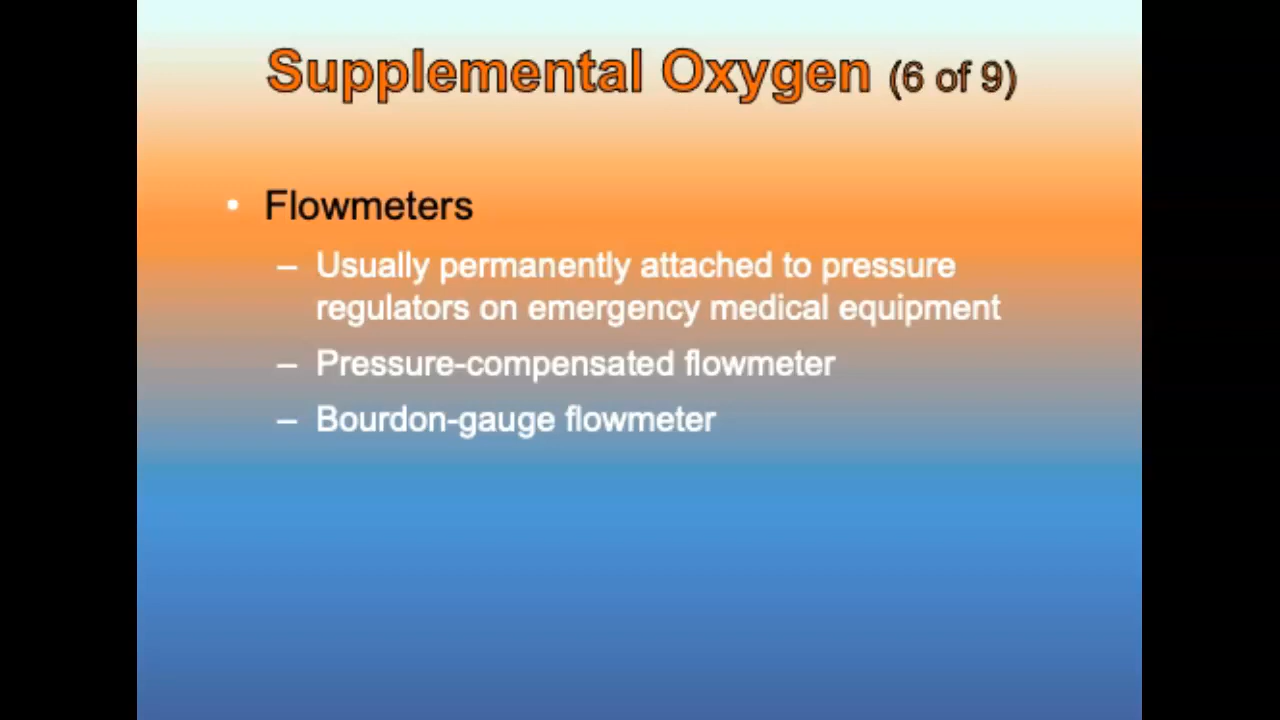 Supplemental Oxygen (6 of 9)
• Flowmeters
– Usually permanently attached to pressure
regulators on emergency medical equipment
– Pressure-compensated flowmeter
– Bourdon-gauge flowmeter